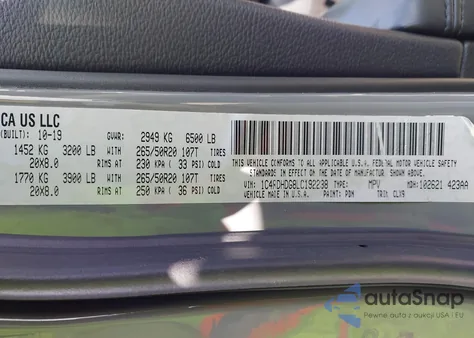 CA US LLC
(BUILT): 10-19 GVWR: 2949 KG 6500 LB
1452 KG 3200 LB WITH 265/50R20 107T TIRES
20X8.0 RIMS AT 230 KPA ( 33 PSI) COLD
1770 KG 3900 LB WITH 265/50R20 107T TIRES
20X8.0 RIMS AT 250 KPA ( 36 PSI) COLD
THIS VEHICLE CONFORMS TO ALL APPLICABLE U.S.A. FEDERAL MOTOR VEHICLE SAFETY
STANDARDS IN EFFECT ON THE DATE OF MANUFACTURE SHOWN ABOVE.
VIN: TYPE: MPV MDH: 102621 423AA
VEHICLE MADE IN U.S.A. PAINT: PDN TRIM: CLX9
autoSnap
Pewne auta z aukcji USA | EU